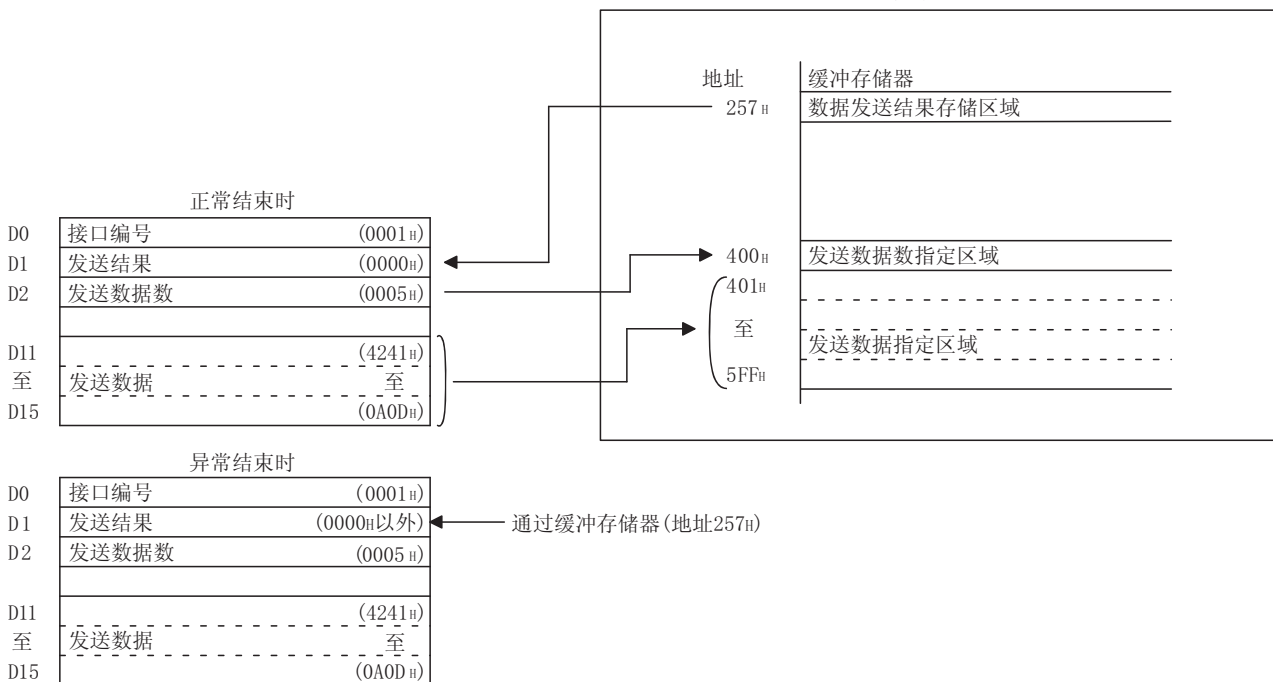 地址 缓冲存储器
257H 数据发送结果存储区域
正常结束时
D0 接口编号 (0001H)
D1 发送结果 (0000H)
D2 发送数据数 (0005H)
400H 发送数据数指定区域
401H
至
发送数据指定区域
5FFH
D11 (4241H)
至 发送数据 至
D15 (0A0DH)
异常结束时
D0 接口编号 (0001H)
D1 发送结果 (0000H以外) 通过缓冲存储器(地址257H)
D2 发送数据数 (0005H)
D11 (4241H)
至 发送数据 至
D15 (0A0DH)